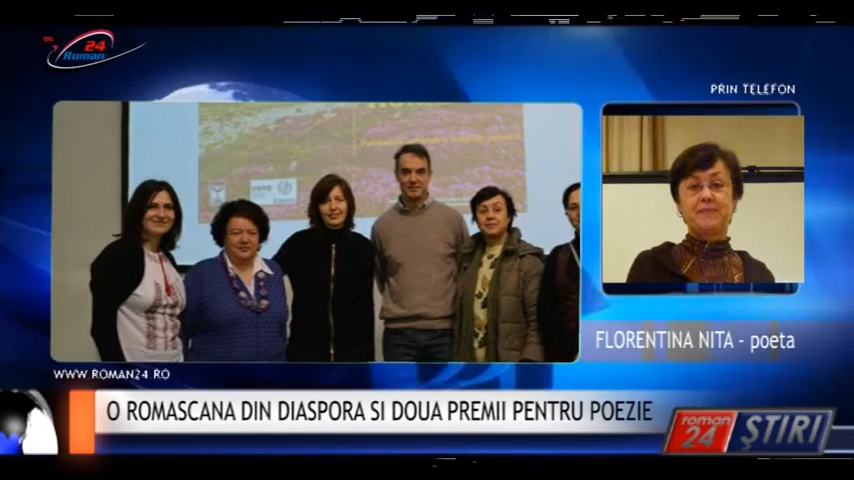 24
Roman
PRIN TELEFON
FLORENTINA NITA - poeta
WWW.ROMAN24.RO
O ROMASCANA DIN DIASPORA SI DOUA PREMII PENTRU POEZIE
roman
24
ŞTIRI